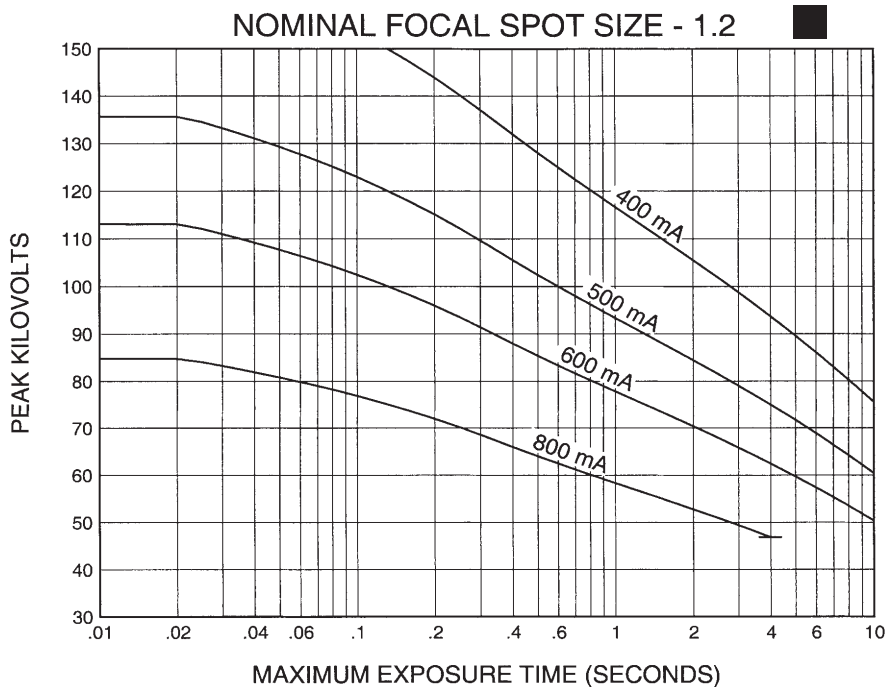 NOMINAL FOCAL SPOT SIZE - 1.2
150
140
130
120
110
100
90
80
70
60
50
40
30
PEAK KILOVOLTS
400 mA
500 mA
600 mA
800 mA
.01 .02 .04 .06 .1 .2 .4 .6 1 2 4 6 10
MAXIMUM EXPOSURE TIME (SECONDS)